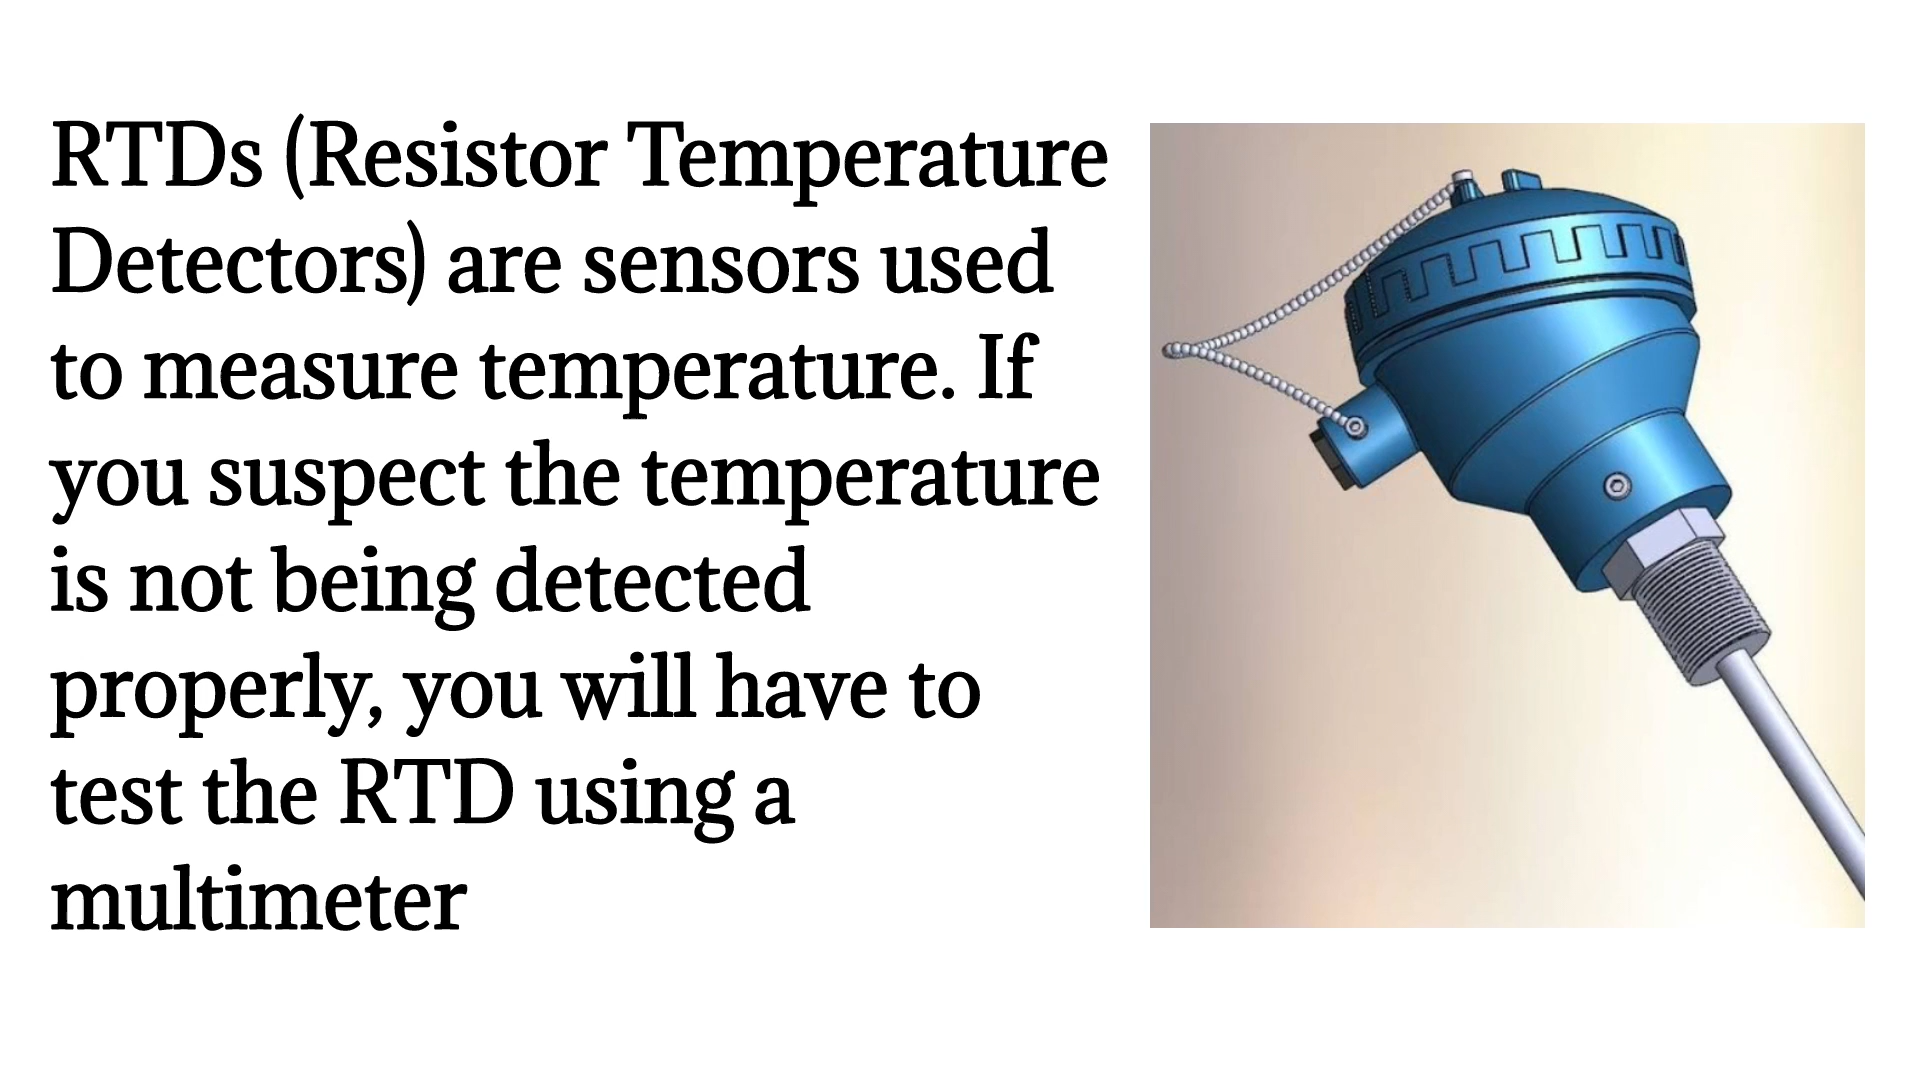 RTDs (Resistor Temperature
Detectors) are sensors used
to measure temperature. If
you suspect the temperature
is not being detected
properly, you will have to
test the RTD using a
multimeter